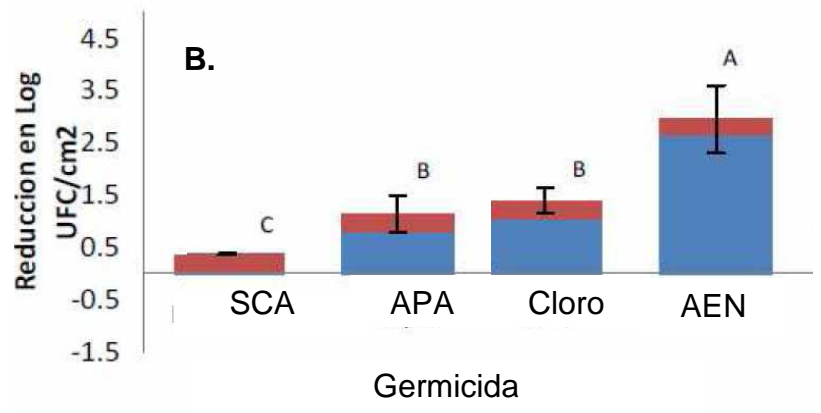 B.
Reduccion en Log
UFC/cm2
4.5
3.5
2.5
1.5
0.5
-0.5
-1.5
C
B
B
A
SCA
APA
Cloro
AEN
Germicida